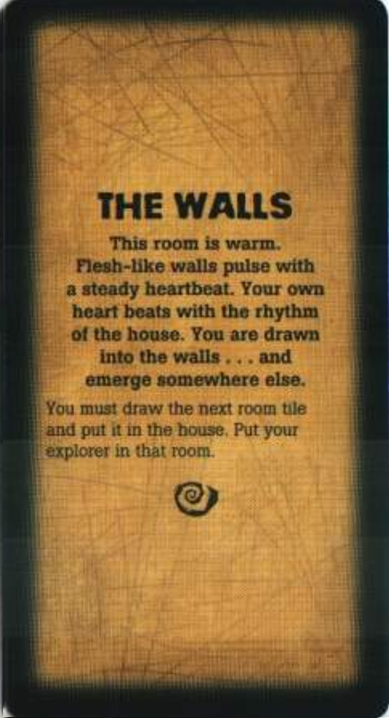 THE WALLS
This room is warm.
Flesh-like walls pulse with
a steady heartbeat. Your own
heart beats with the rhythm
of the house. You are drawn
into the walls . . . and
emerge somewhere else.
You must draw the next room tile
and put it in the house. Put your
explorer in that room.